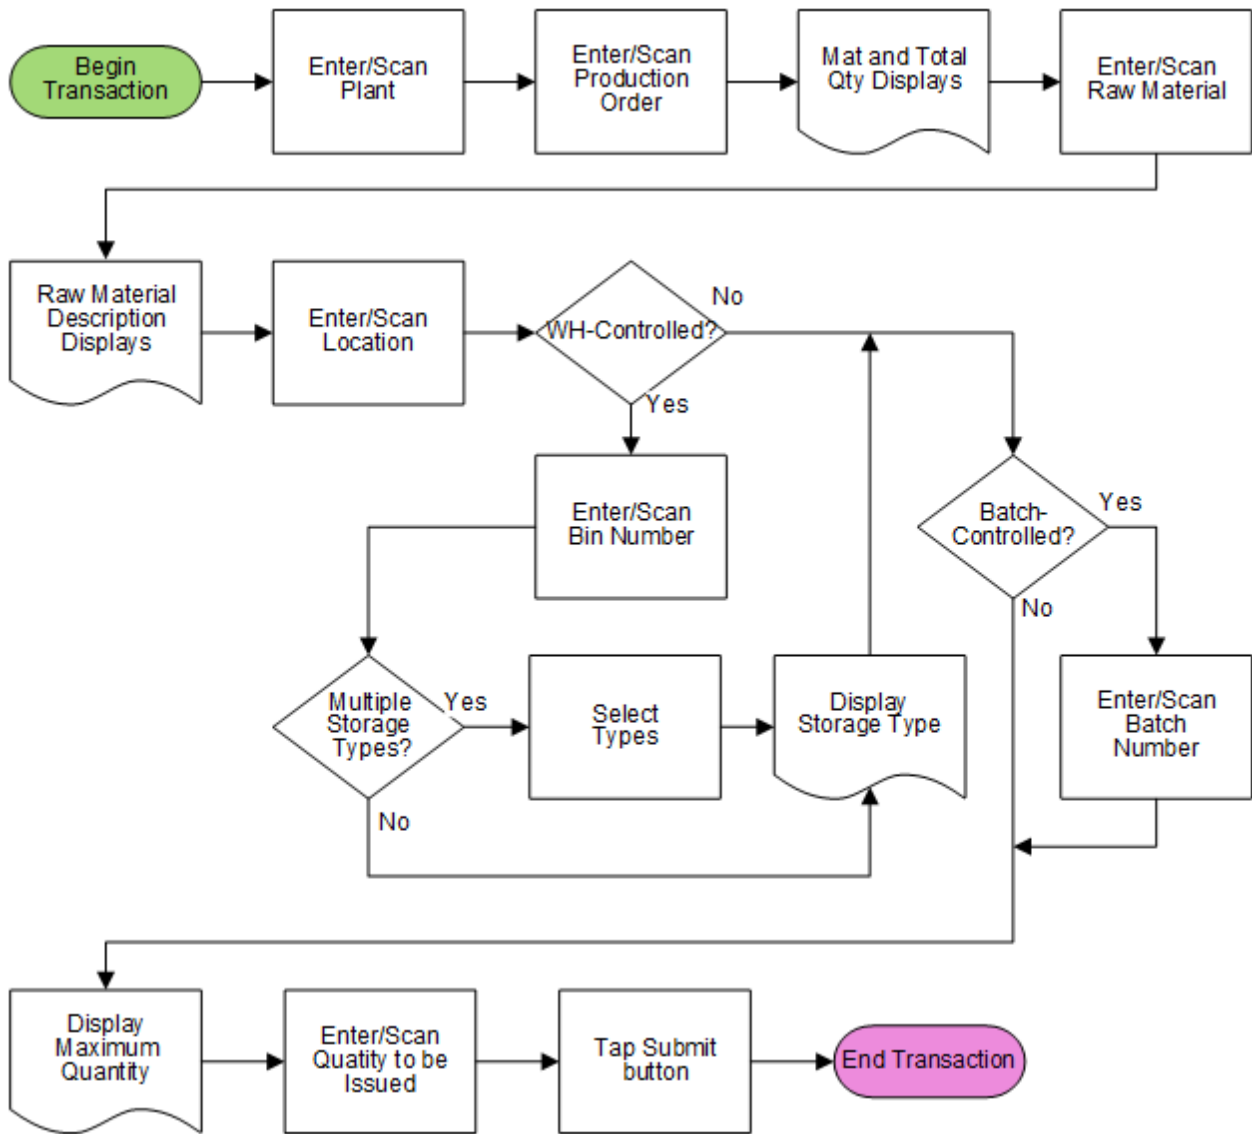 Begin
Transaction
Enter/Scan
Plant
Enter/Scan
Production
Order
Mat and Total
Qty Displays
Enter/Scan
Raw Material
Raw Material
Description
Displays
Enter/Scan
Location
WH-Controlled?
No
Yes
Enter/Scan
Bin Number
Batch-
Controlled?
Yes
No
Multiple
Storage
Types?
Yes
No
Select
Types
Display
Storage Type
Enter/Scan
Batch
Number
Display
Maximum
Quantity
Enter/Scan
Quatity to be
Issued
Tap Submit
button
End Transaction